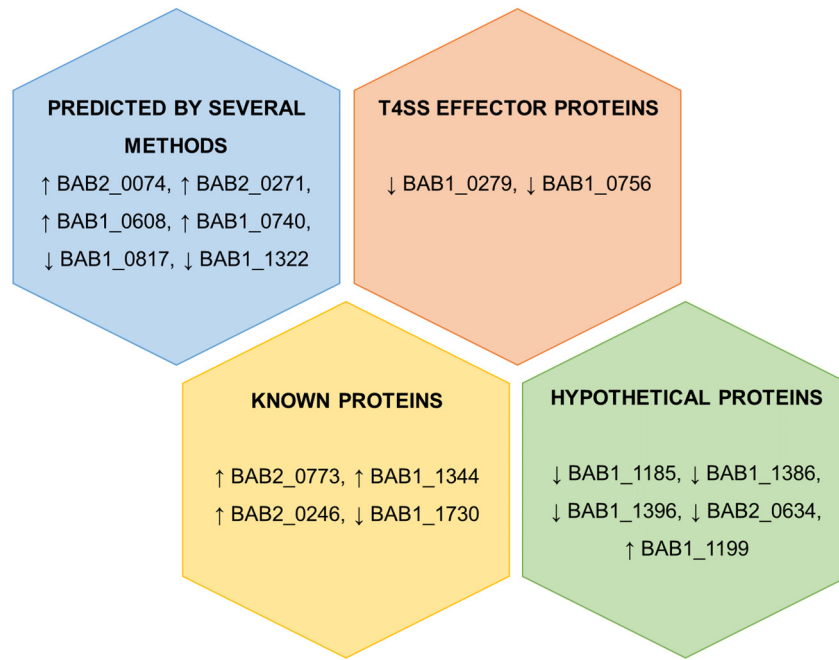 PREDICTED BY SEVERAL
METHODS
↑ BAB2_0074, ↑ BAB2_0271,
↑ BAB1_0608, ↑ BAB1_0740,
↓ BAB1_0817, ↓ BAB1_1322
T4SS EFFECTOR PROTEINS
↓ BAB1_0279, ↓ BAB1_0756
KNOWN PROTEINS
↑ BAB2_0773, ↑ BAB1_1344
↑ BAB2_0246, ↓ BAB1_1730
HYPOTHETICAL PROTEINS
↓ BAB1_1185, ↓ BAB1_1386,
↓ BAB1_1396, ↓ BAB2_0634,
↑ BAB1_1199